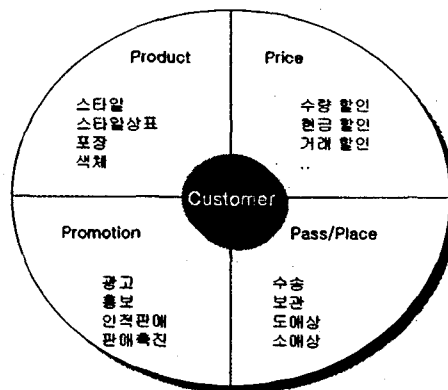 Product
스타일
스타일상표
포장
색체
Price
수량 할인
현금 할인
거래 할인
..
Customer
Promotion
광고
홍보
인적판매
판매촉진
Pass/Place
수송
보관
도매상
소매상